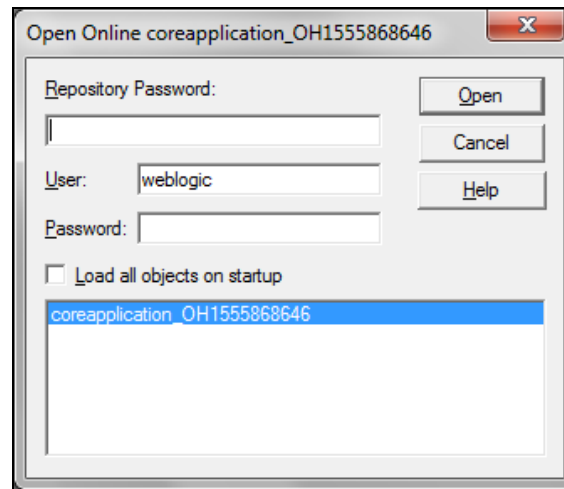 Open Online coreapplication_OH1555868646
Repository Password:
Open
Cancel
User: weblogic
Help
Password:
Load all objects on startup
coreapplication_OH1555868646